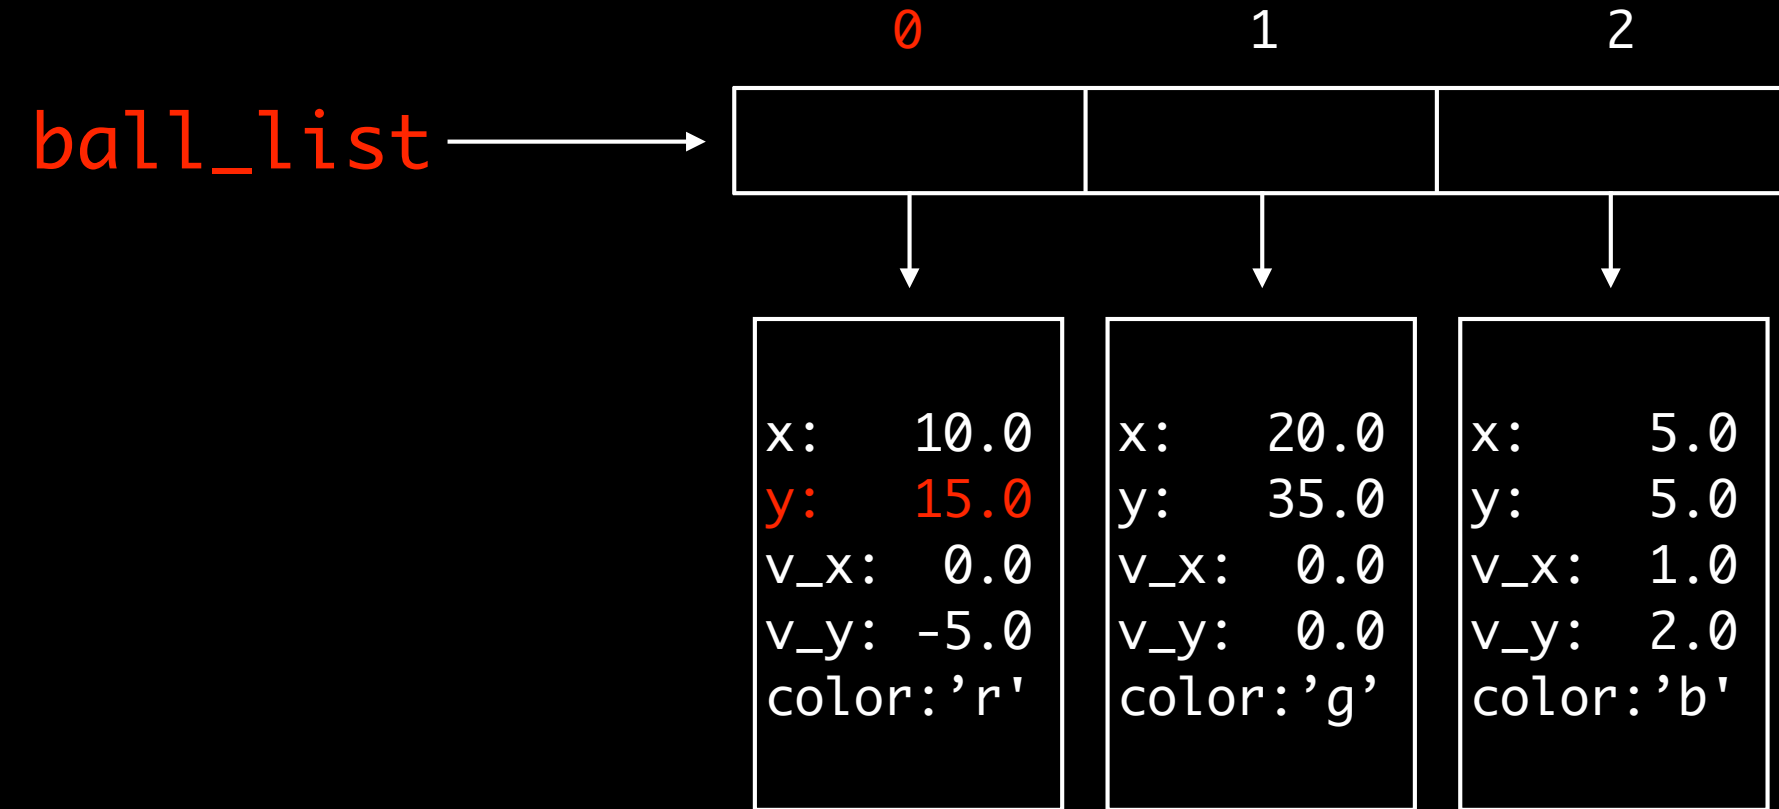 0 1 2
ball_list
x: 10.0
y: 15.0
v_x: 0.0
v_y: -5.0
color:’r'
x: 20.0
y: 35.0
v_x: 0.0
v_y: 0.0
color:’g’
x: 5.0
y: 5.0
v_x: 1.0
v_y: 2.0
color:’b'